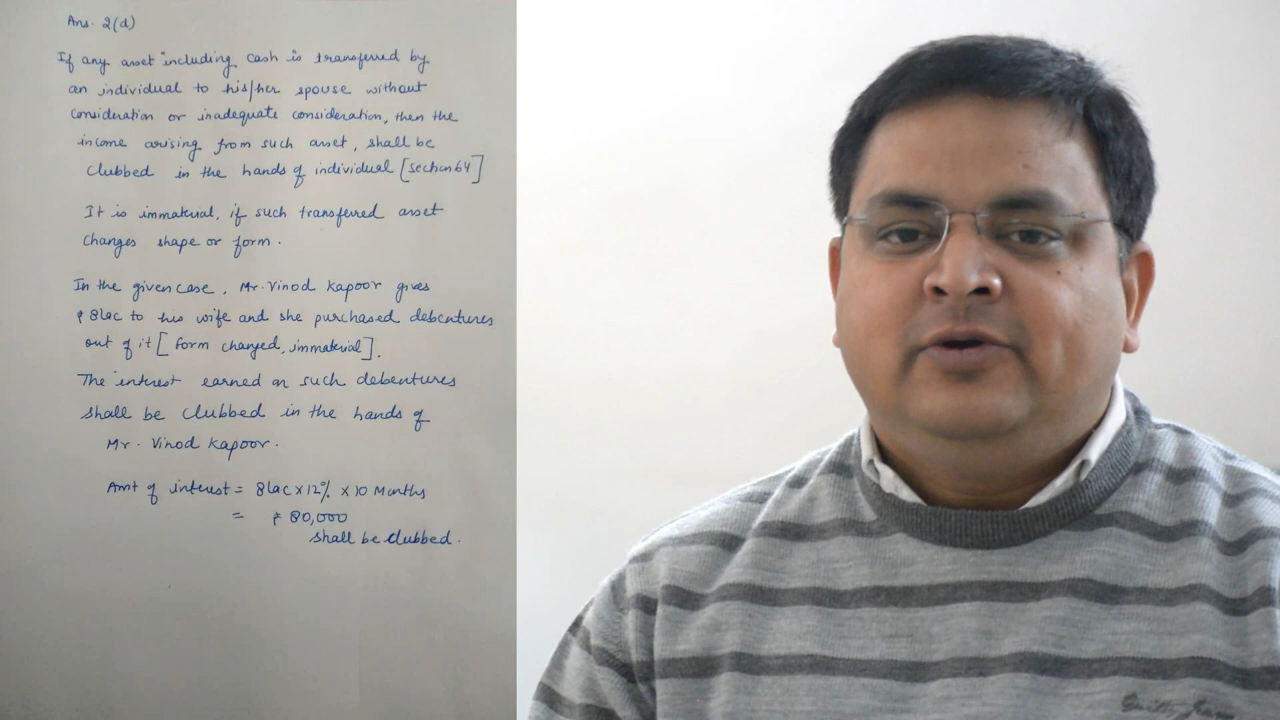 Ans. 2(d)
If any asset including cash is transferred by
an individual to his/her spouse without
consideration or inadequate consideration, then the
income arising from such asset, shall be
clubbed in the hands of individual [section 64]
It is immaterial, if such transferred asset
changes shape or form.
In the given case, Mr. Vinod Kapoor gives
₹ 8 lac to his wife and she purchased debentures
out of it [form changed, immaterial].
The interest earned on such debentures
shall be clubbed in the hands of
Mr. Vinod Kapoor.
Amt of interest = 8 lac x 12% x 10 Months
= ₹ 80,000
shall be clubbed.